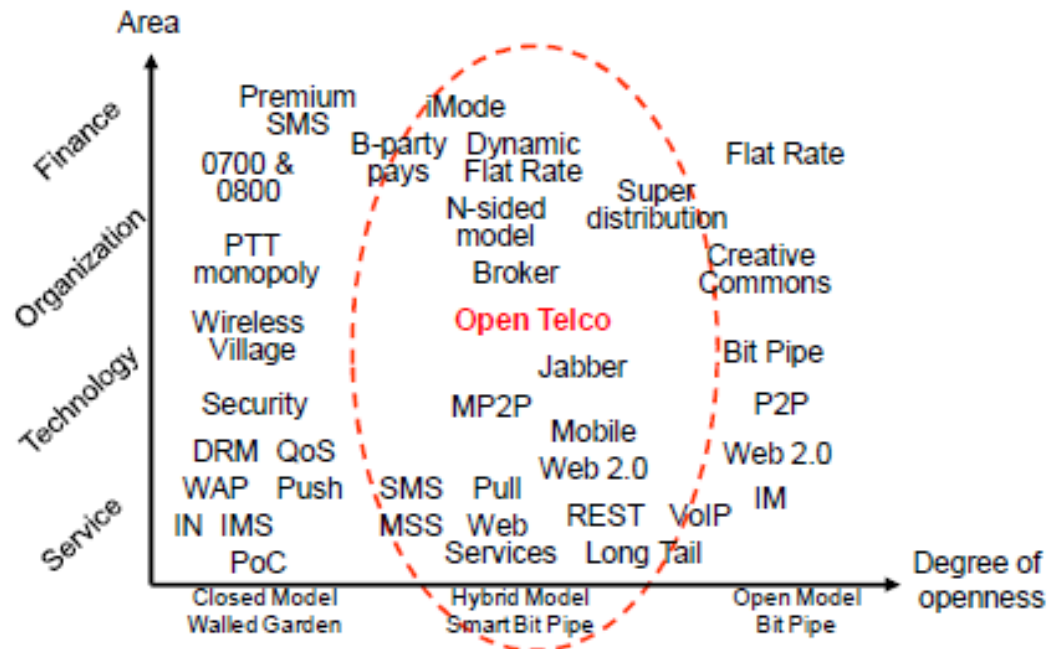 Area
Finance
Organization
Technology
Service
Premium
SMS
iMode
B-party
pays
Dynamic
Flat Rate
Flat Rate
0700 &
0800
Super
distribution
N-sided
model
PTT
monopoly
Broker
Creative
Commons
Wireless
Village
Open Telco
Bit Pipe
Jabber
Security
MP2P
P2P
Mobile
Web 2.0
DRM QoS
Web 2.0
WAP Push
SMS Pull
IM
IN IMS
MSS Web
Services
REST
VoIP
PoC
Long Tail
Degree of
openness
Closed Model
Walled Garden
Hybrid Model
Smart Bit Pipe
Open Model
Bit Pipe